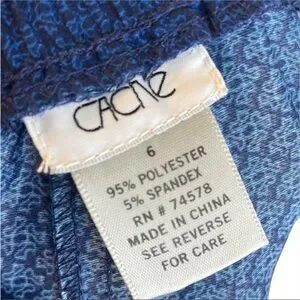 CACHE
6
95% POLYESTER
5% SPANDEX
RN # 74578
MADE IN CHINA
SEE REVERSE
FOR CARE